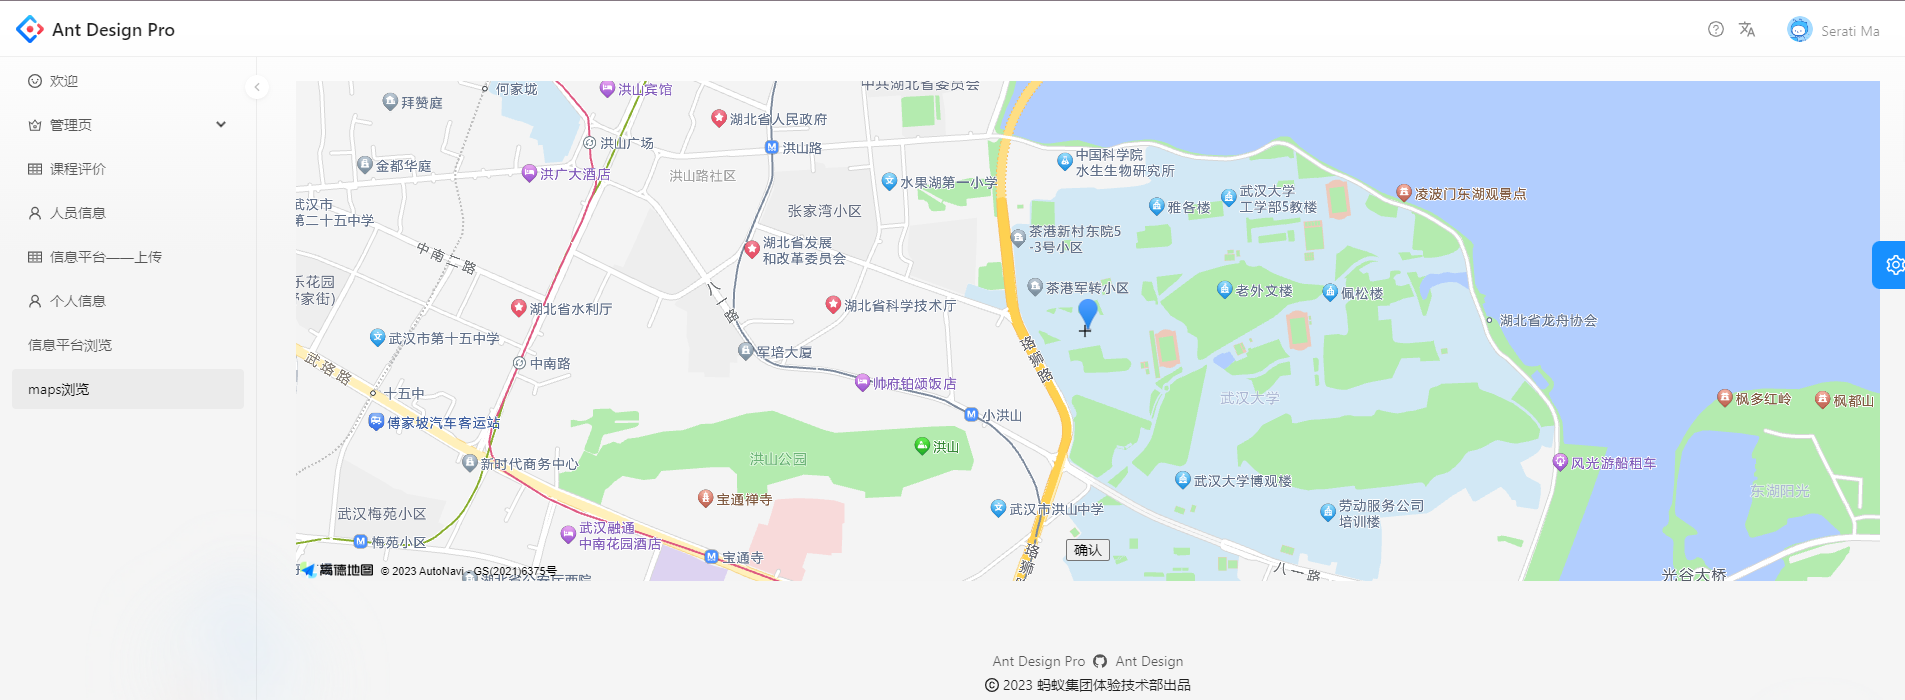 Ant Design Pro
Serati Ma
欢迎
管理页
课程评价
人员信息
信息平台——上传
个人信息
信息平台浏览
maps浏览
何家垅
洪山宾馆
中共湖北省委员会
拜赞庭
湖北省人民政府
洪山广场
洪山路
金都华庭
洪广大酒店
洪山路社区
水果湖第一小学
中国科学院
水生生物研究所
武汉大学
工学部5教楼
凌波门东湖观景点
雅各楼
武汉市
第二十五中学
张家湾小区
茶港新村东院5
-3号小区
中南二路
湖北省发展
和改革委员会
乐花园
茶港军转小区
老外文楼
佩松楼
八一路
湖北省水利厅
湖北省科学技术厅
湖北省龙舟协会
武汉市第十五中学
军培大厦
珞狮路
武珞路
中南路
帅府铂颂饭店
十五中
武汉大学
枫多红岭
枫都山
傅家坡汽车客运站
小洪山
洪山
洪山公园
新时代商务中心
风光游船租车
武汉大学博观楼
东湖阳光
宝通禅寺
武汉市洪山中学
劳动服务公司
培训楼
武汉梅苑小区
武汉融通
中南花园酒店
梅苑小区
宝通寺
确认
珞狮
八一路
光谷大桥
高德地图 © 2023 AutoNavi - GS(2021)6375号
Ant Design Pro Ant Design
© 2023 蚂蚁集团体验技术部出品